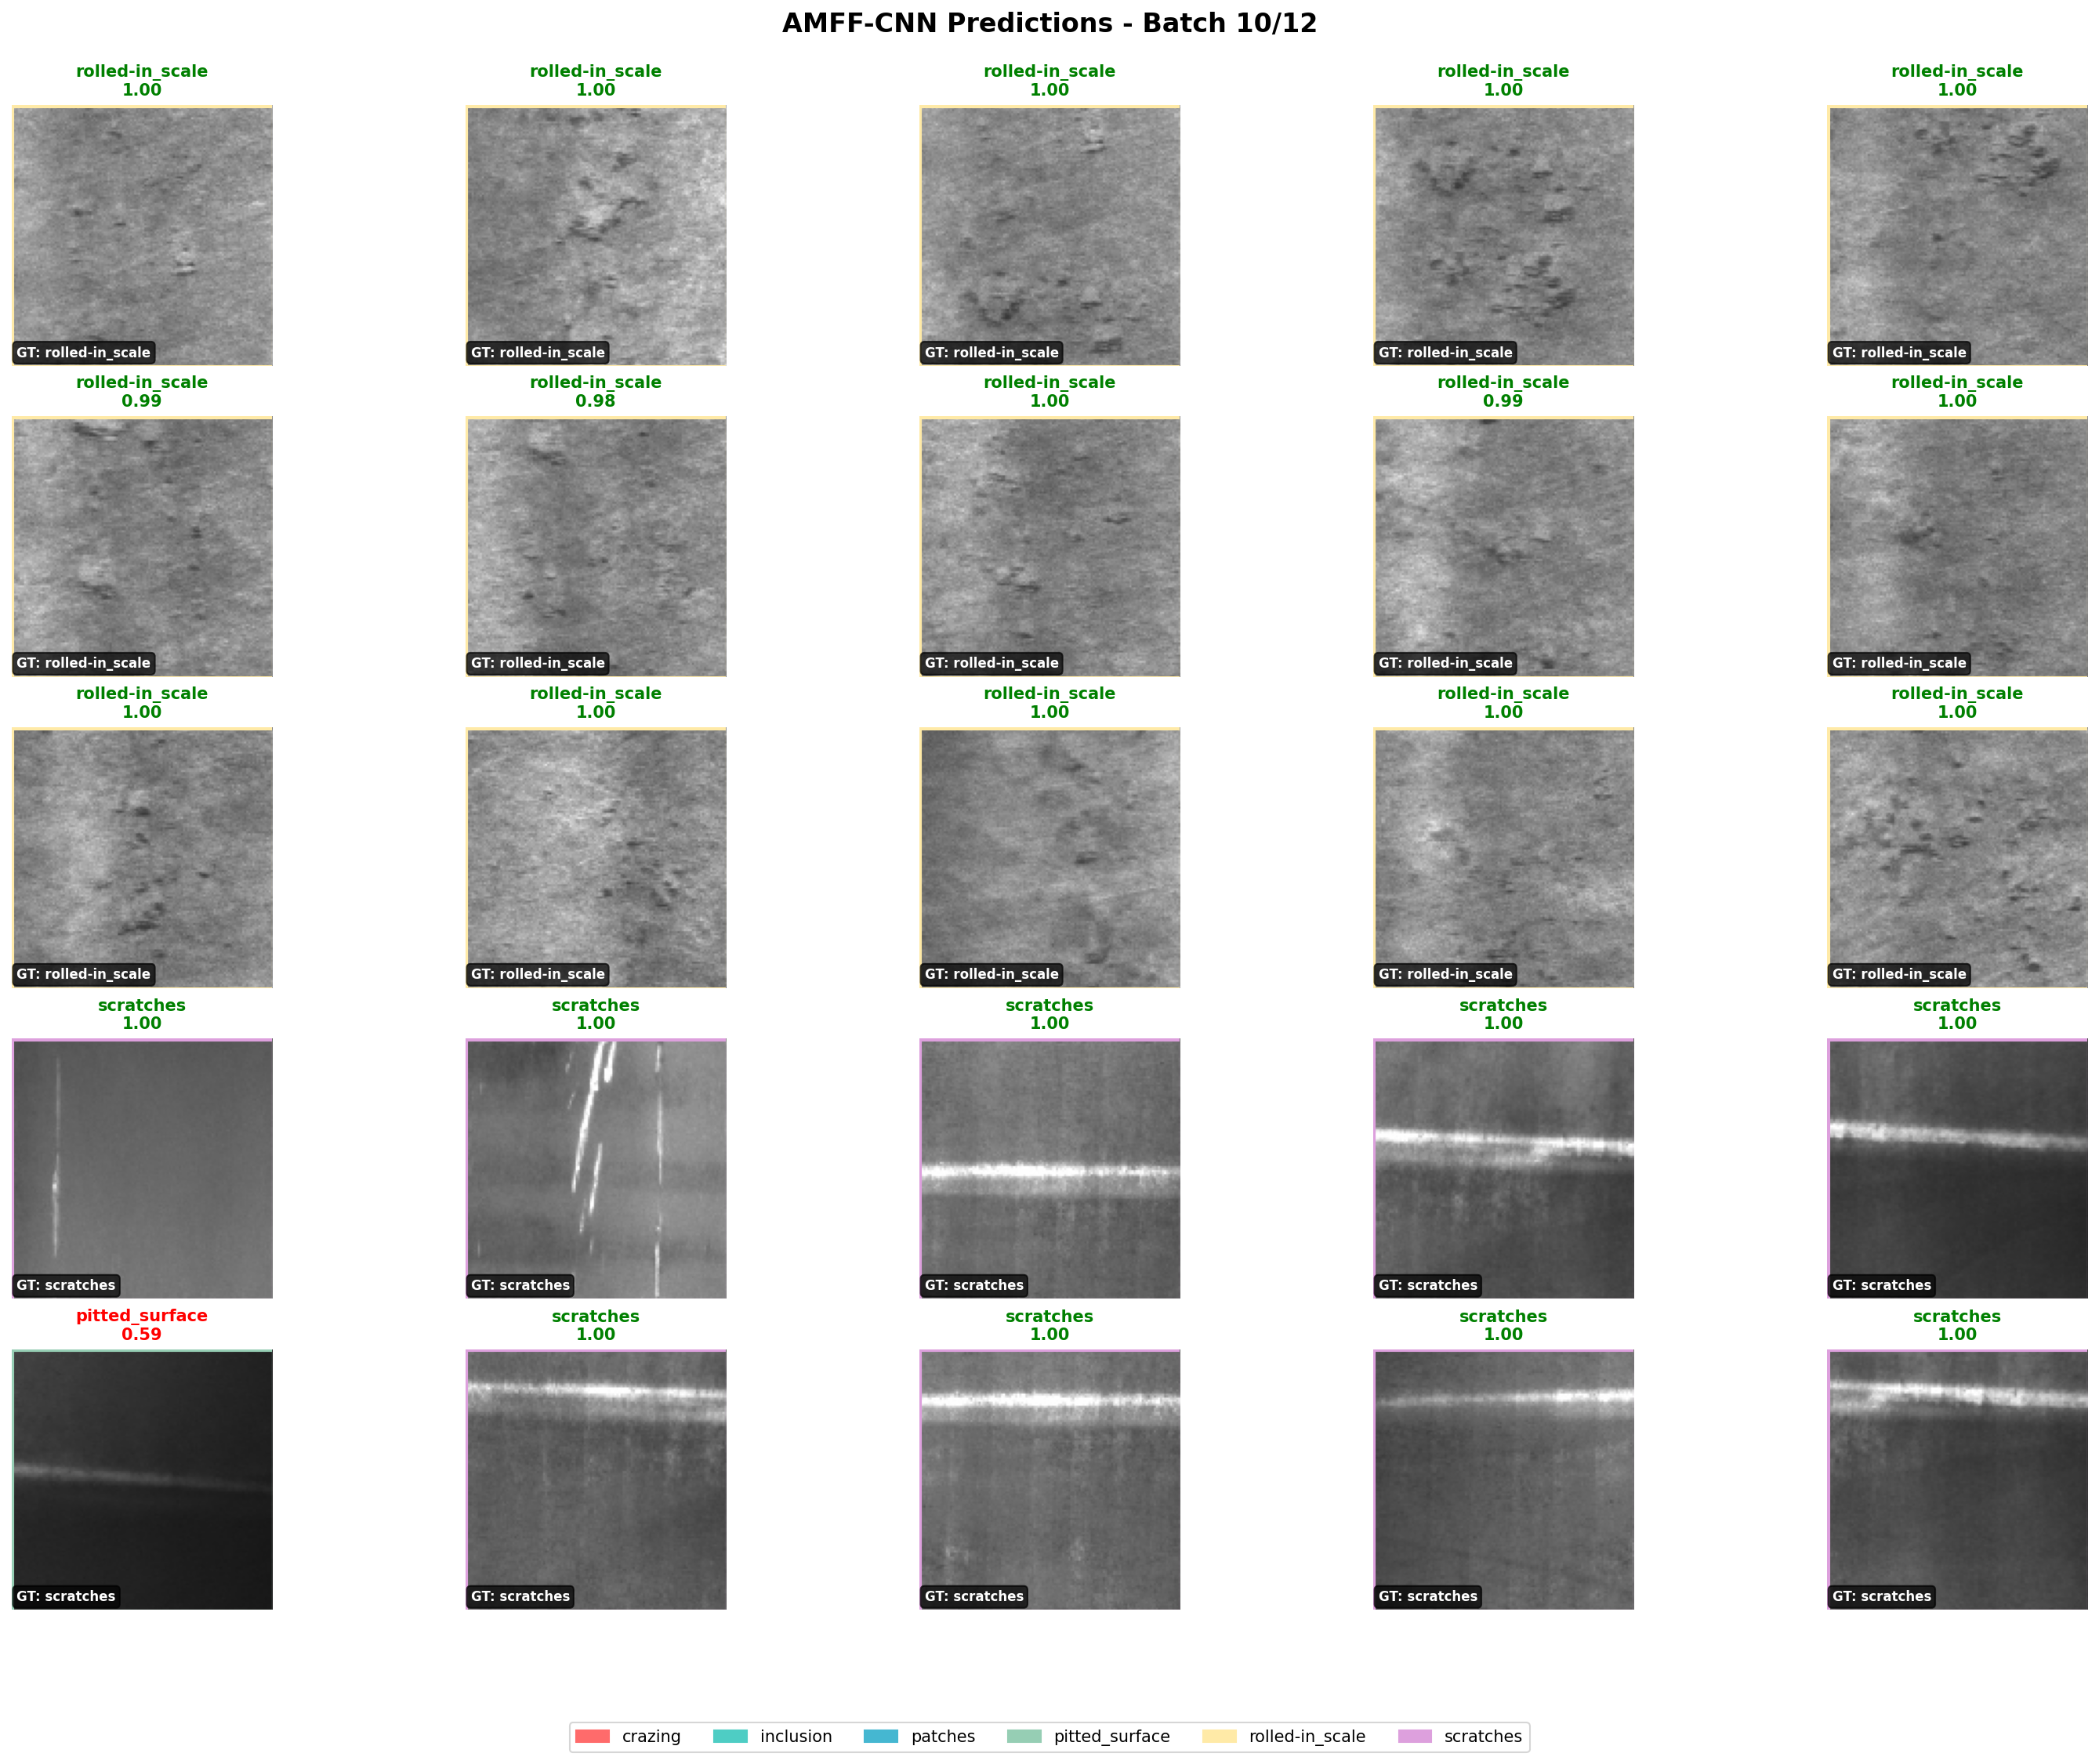 AMFF-CNN Predictions - Batch 10/12
rolled-in_scale
1.00
rolled-in_scale
1.00
rolled-in_scale
1.00
rolled-in_scale
1.00
rolled-in_scale
1.00
GT: rolled-in_scale
GT: rolled-in_scale
GT: rolled-in_scale
GT: rolled-in_scale
GT: rolled-in_scale
rolled-in_scale
0.99
rolled-in_scale
0.98
rolled-in_scale
1.00
rolled-in_scale
0.99
rolled-in_scale
1.00
GT: rolled-in_scale
GT: rolled-in_scale
GT: rolled-in_scale
GT: rolled-in_scale
GT: rolled-in_scale
rolled-in_scale
1.00
rolled-in_scale
1.00
rolled-in_scale
1.00
rolled-in_scale
1.00
rolled-in_scale
1.00
GT: rolled-in_scale
GT: rolled-in_scale
GT: rolled-in_scale
GT: rolled-in_scale
GT: rolled-in_scale
scratches
1.00
scratches
1.00
scratches
1.00
scratches
1.00
scratches
1.00
GT: scratches
GT: scratches
GT: scratches
GT: scratches
GT: scratches
pitted_surface
0.59
scratches
1.00
scratches
1.00
scratches
1.00
scratches
1.00
GT: scratches
GT: scratches
GT: scratches
GT: scratches
GT: scratches
crazing
inclusion
patches
pitted_surface
rolled-in_scale
scratches